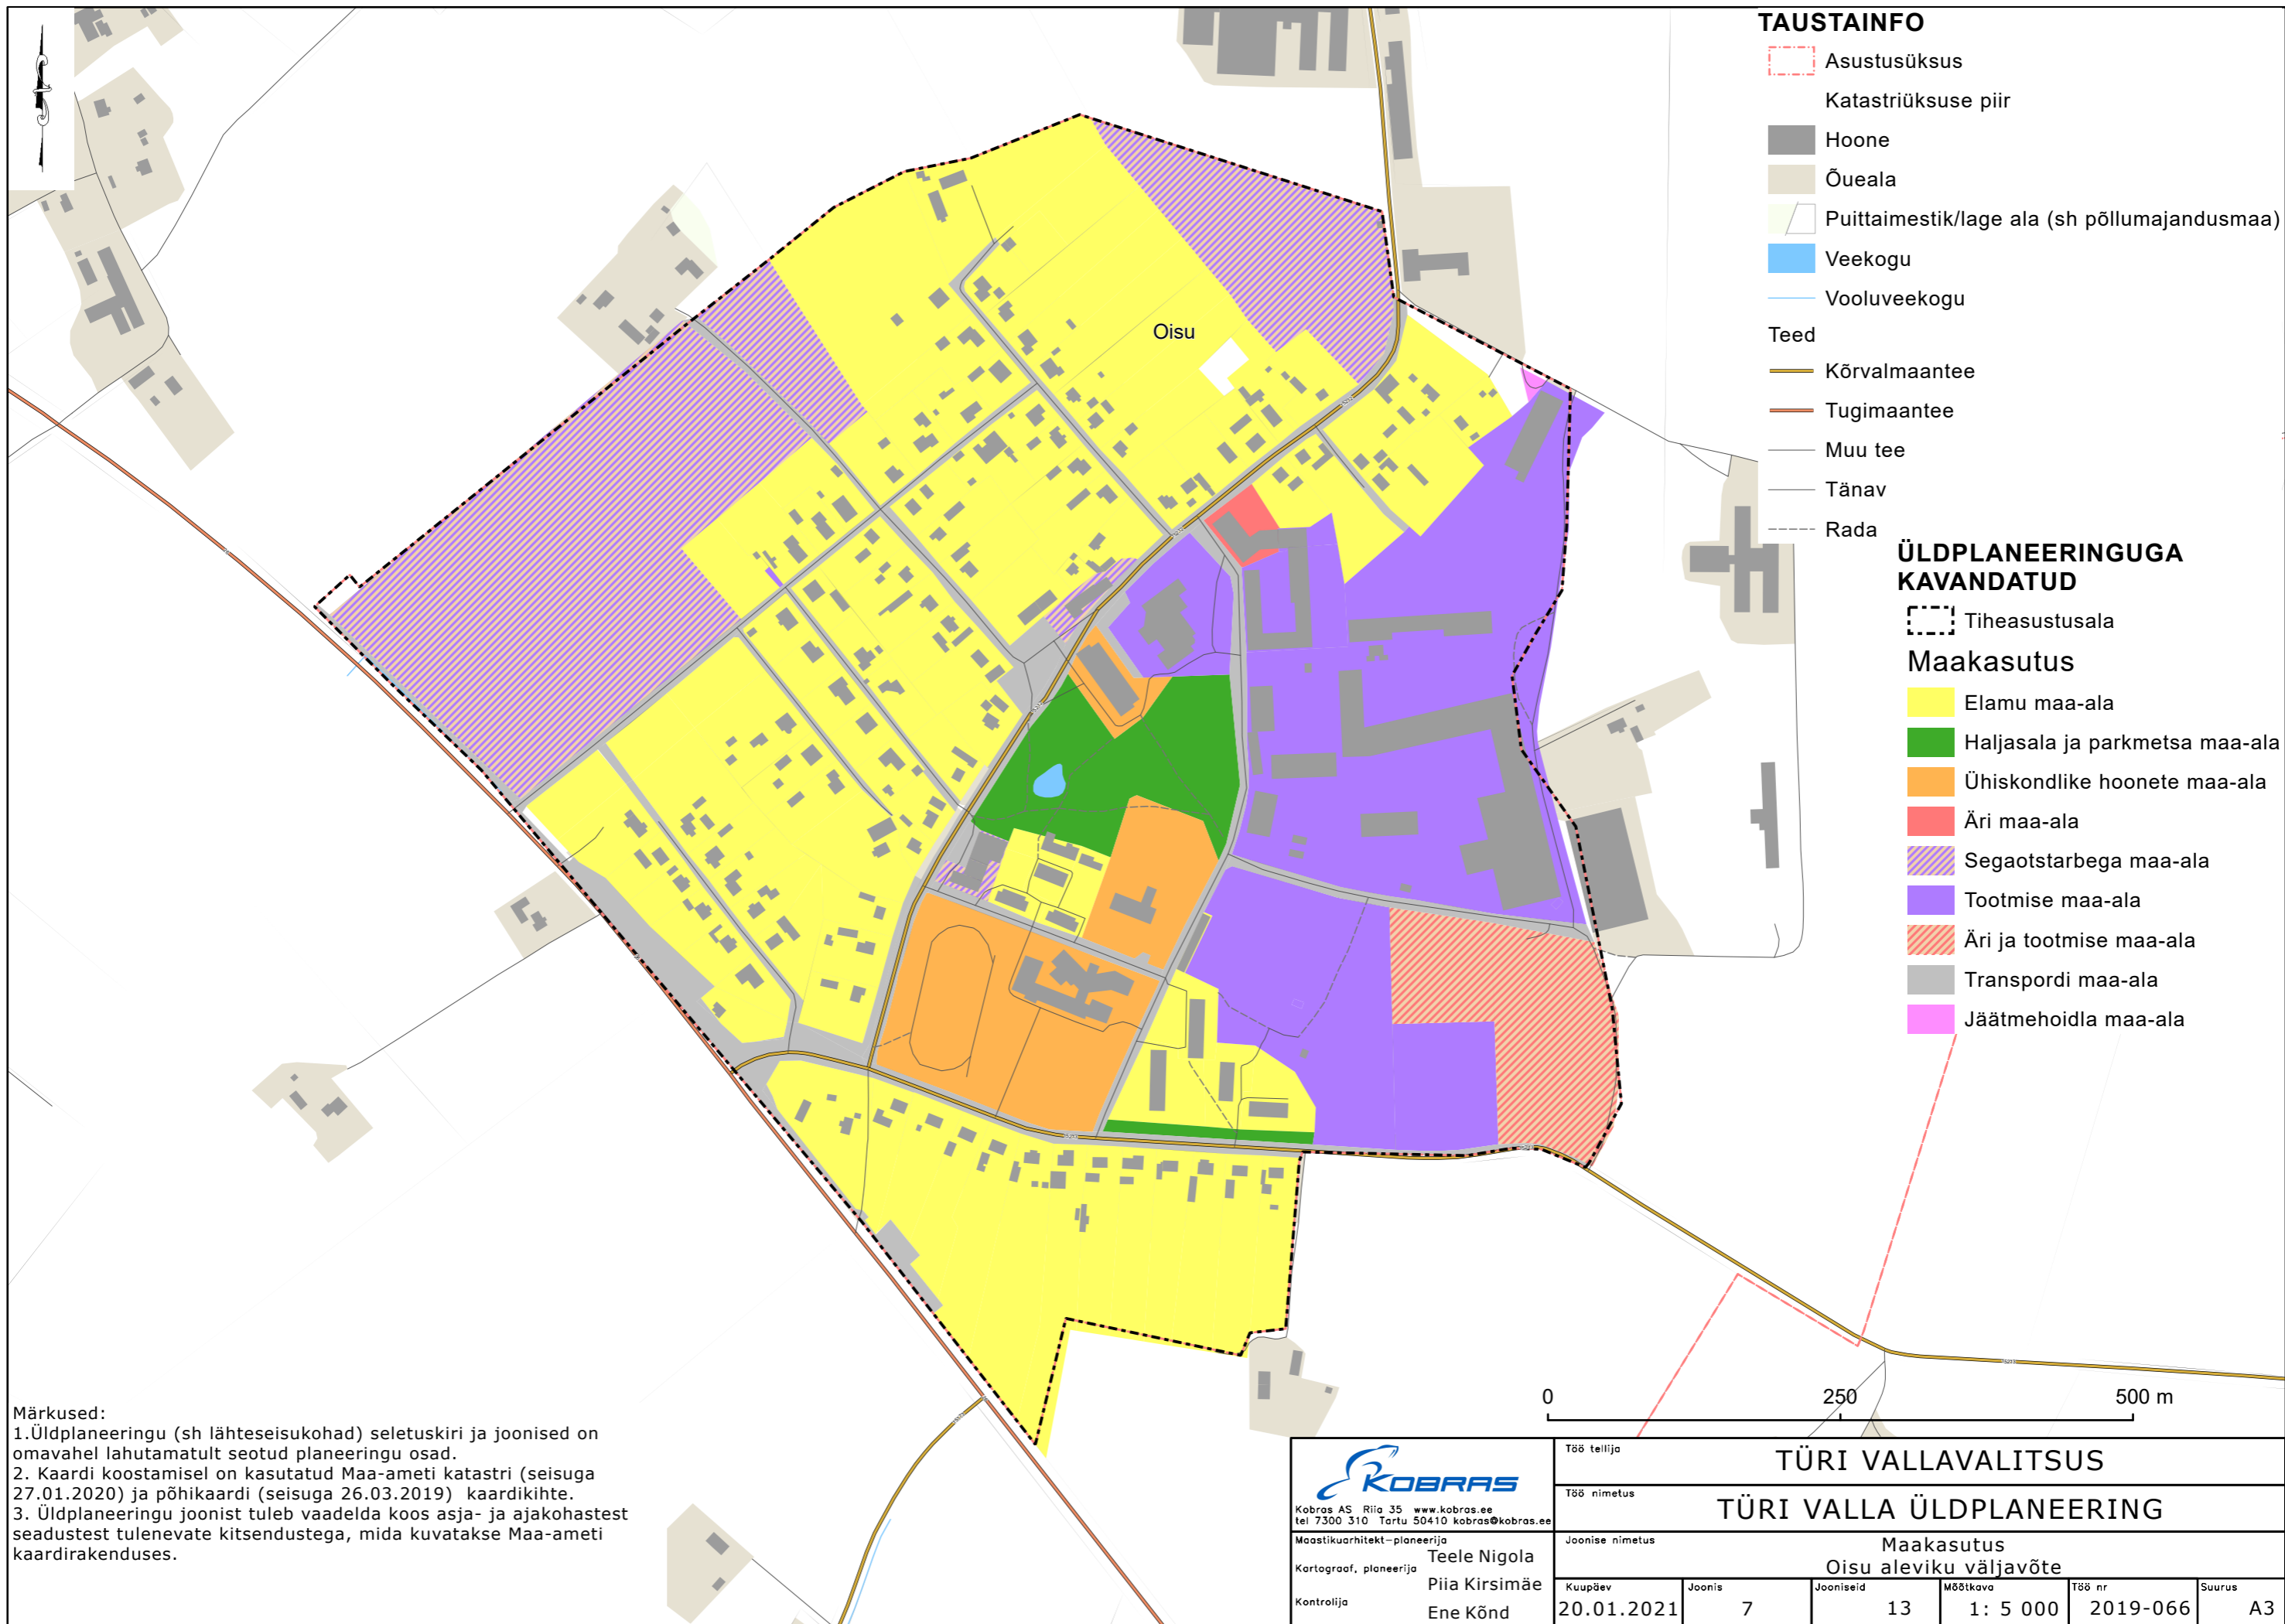 TAUSTAINFO
Asustusüksus
Katastriüksuse piir
Hoone
Õueala
Puittaimestik/lage ala (sh põllumajandusmaa)
Veekogu
Vooluveekogu
Teed
Kõrvalmaantee
Tugimaantee
Muu tee
Tänav
Rada
ÜLDPLANEERINGUGA
KAVANDATUD
Tiheasustusala
Maakasutus
Elamu maa-ala
Haljasala ja parkmetsa maa-ala
Ühiskondlike hoonete maa-ala
Äri maa-ala
Segaotstarbega maa-ala
Tootmise maa-ala
Äri ja tootmise maa-ala
Transpordi maa-ala
Jäätmehoidla maa-ala
Oisu
0 250 500 m
Märkused:
1.Üldplaneeringu (sh lähteseisukohad) seletuskiri ja joonised on
omavahel lahutamatult seotud planeeringu osad.
2. Kaardi koostamisel on kasutatud Maa-ameti katastri (seisuga
27.01.2020) ja põhikaardi (seisuga 26.03.2019) kaardikihte.
3. Üldplaneeringu joonist tuleb vaadelda koos asja- ja ajakohastest
seadustest tulenevate kitsendustega, mida kuvatakse Maa-ameti
kaardirakenduses.
KOBRAS
Kobras AS Riia 35 www.kobras.ee
tel 7300 310 Tartu 50410 kobras@kobras.ee
Töö tellija
TÜRI VALLAVALITSUS
Töö nimetus
TÜRI VALLA ÜLDPLANEERING
Maastikuarhitekt-planeerija
Teele Nigola
Kartograaf, planeerija
Piia Kirsimäe
Kontrolija
Ene Kõnd
Joonise nimetus
Maakasutus
Oisu aleviku väljavõte
Kuupäev Joonis Jooniseid Mõõtkava Töö nr Suurus
20.01.2021 7 13 1: 5 000 2019-066 A3